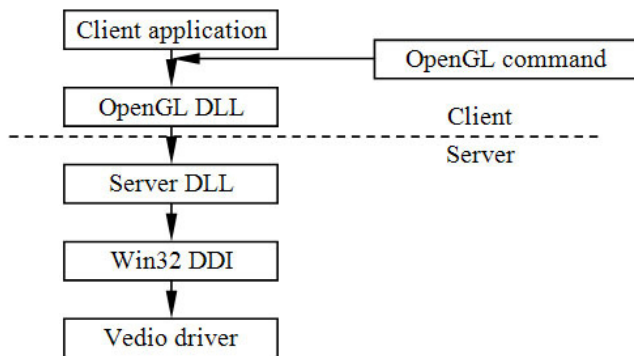 Client application
OpenGL command
OpenGL DLL
Client
Server
Server DLL
Win32 DDI
Vedio driver